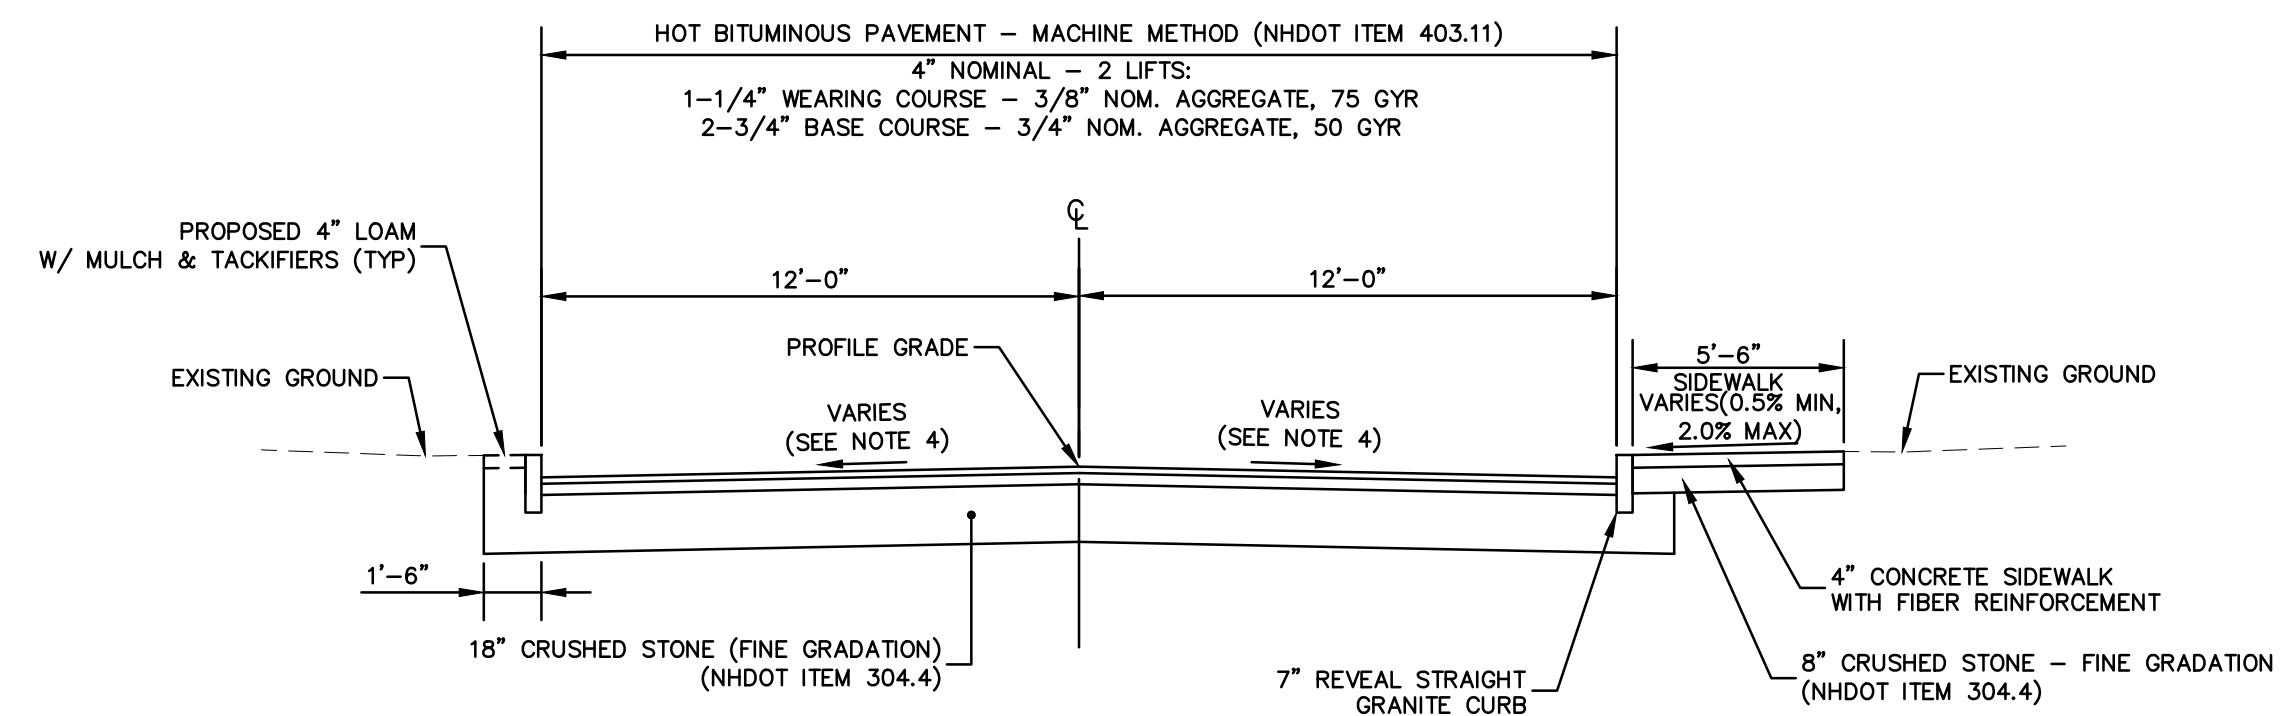 HOT BITUMINOUS PAVEMENT – MACHINE METHOD (NHDOT ITEM 403.11)
4" NOMINAL – 2 LIFTS:
1–1/4" WEARING COURSE – 3/8" NOM. AGGREGATE, 75 GYR
2–3/4" BASE COURSE – 3/4" NOM. AGGREGATE, 50 GYR
℄
PROPOSED 4" LOAM
W/ MULCH & TACKIFIERS (TYP)
12'–0"
12'–0"
PROFILE GRADE
EXISTING GROUND
VARIES
(SEE NOTE 4)
VARIES
(SEE NOTE 4)
5'–6"
SIDEWALK
VARIES(0.5% MIN,
2.0% MAX)
EXISTING GROUND
1'–6"
18" CRUSHED STONE (FINE GRADATION)
(NHDOT ITEM 304.4)
7" REVEAL STRAIGHT
GRANITE CURB
4" CONCRETE SIDEWALK
WITH FIBER REINFORCEMENT
8" CRUSHED STONE – FINE GRADATION
(NHDOT ITEM 304.4)